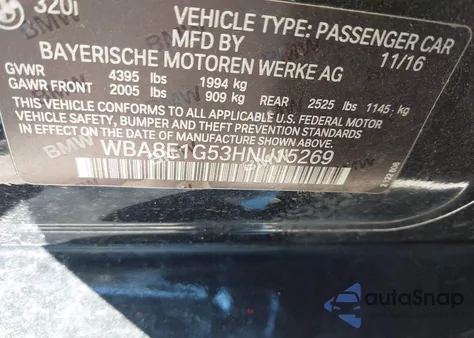 320i
VEHICLE TYPE: PASSENGER CAR
MFD BY
11/16
BAYERISCHE MOTOREN WERKE AG
GVWR 4395 lbs 1994 kg
GAWR FRONT 2005 lbs 909 kg REAR 2525 lbs 1145 kg
THIS VEHICLE CONFORMS TO ALL APPLICABLE U.S. FEDERAL MOTOR
VEHICLE SAFETY, BUMPER, AND THEFT PREVENTION STANDARDS
IN EFFECT ON THE DATE OF MANUFACTURE SHOWN ABOVE.
WBA8E1G53HNU15269
autoSnap